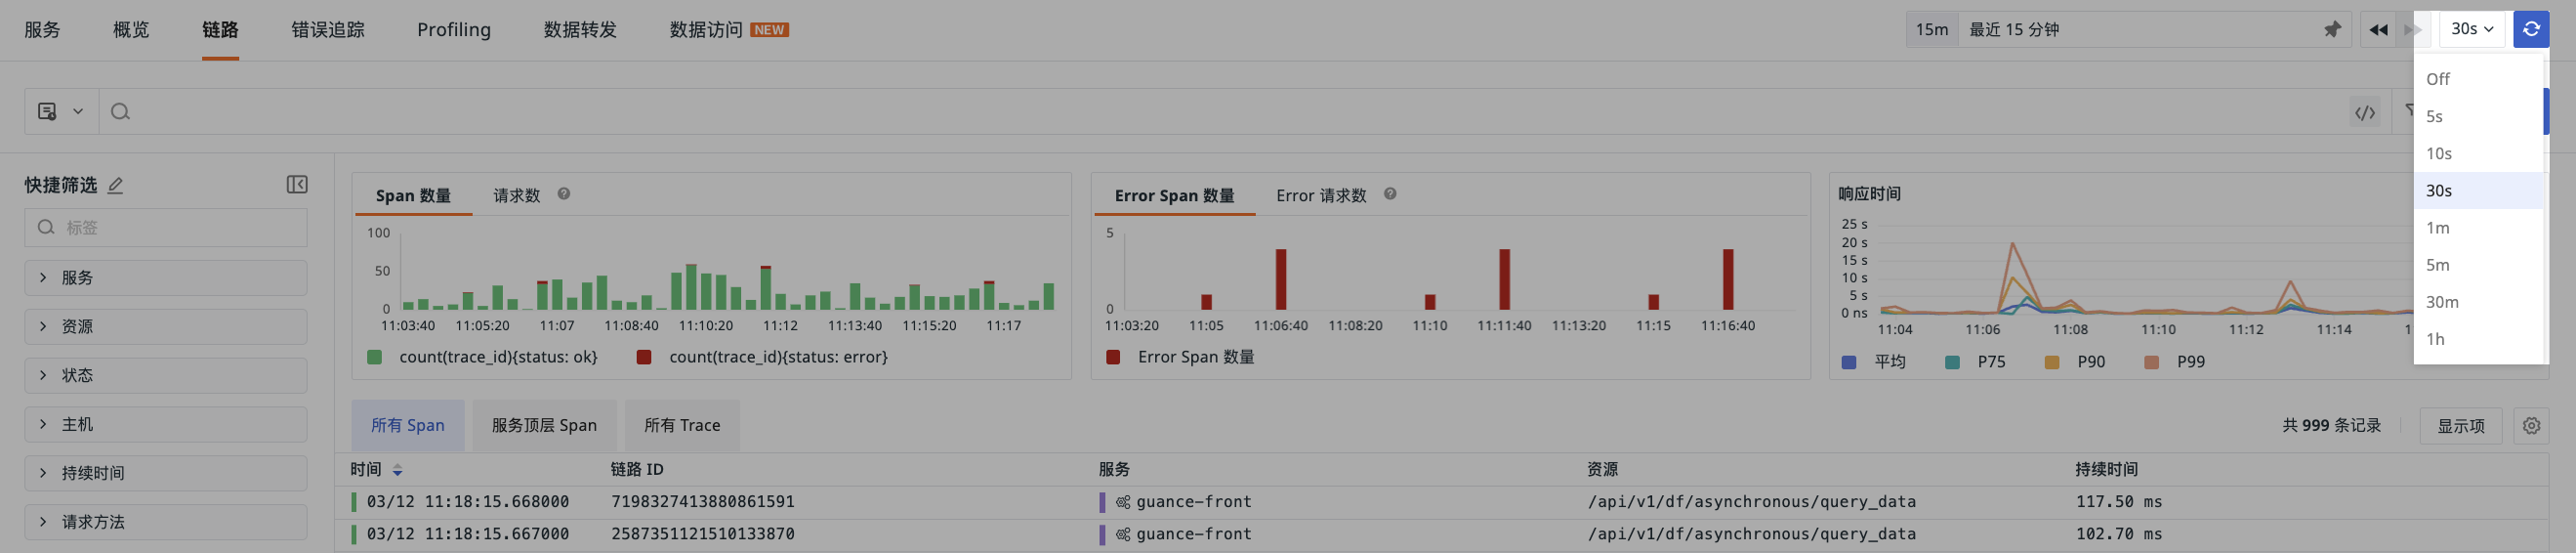 服务 概览 链路 错误追踪 Profiling 数据转发 数据访问 NEW 15m 最近 15 分钟 30s
Off
5s
10s
30s
1m
5m
30m
1h
快捷筛选
标签
服务
资源
状态
主机
持续时间
请求方法
Span 数量 请求数
100
50
0
11:03:40 11:05:20 11:07 11:08:40 11:10:20 11:12 11:13:40 11:15:20 11:17
count(trace_id){status: ok} count(trace_id){status: error}
Error Span 数量 Error 请求数
5
0
11:03:20 11:05 11:06:40 11:08:20 11:10 11:11:40 11:13:20 11:15 11:16:40
Error Span 数量
响应时间
25 s
20 s
15 s
10 s
5 s
0 ns
11:04 11:06 11:08 11:10 11:12 11:14
平均 P75 P90 P99
所有 Span 服务顶层 Span 所有 Trace 共 999 条记录 显示项
时间 链路 ID 服务 资源 持续时间
03/12 11:18:15.668000 7198327413880861591 guance-front /api/v1/df/asynchronous/query_data 117.50 ms
03/12 11:18:15.667000 2587351121510133870 guance-front /api/v1/df/asynchronous/query_data 102.70 ms